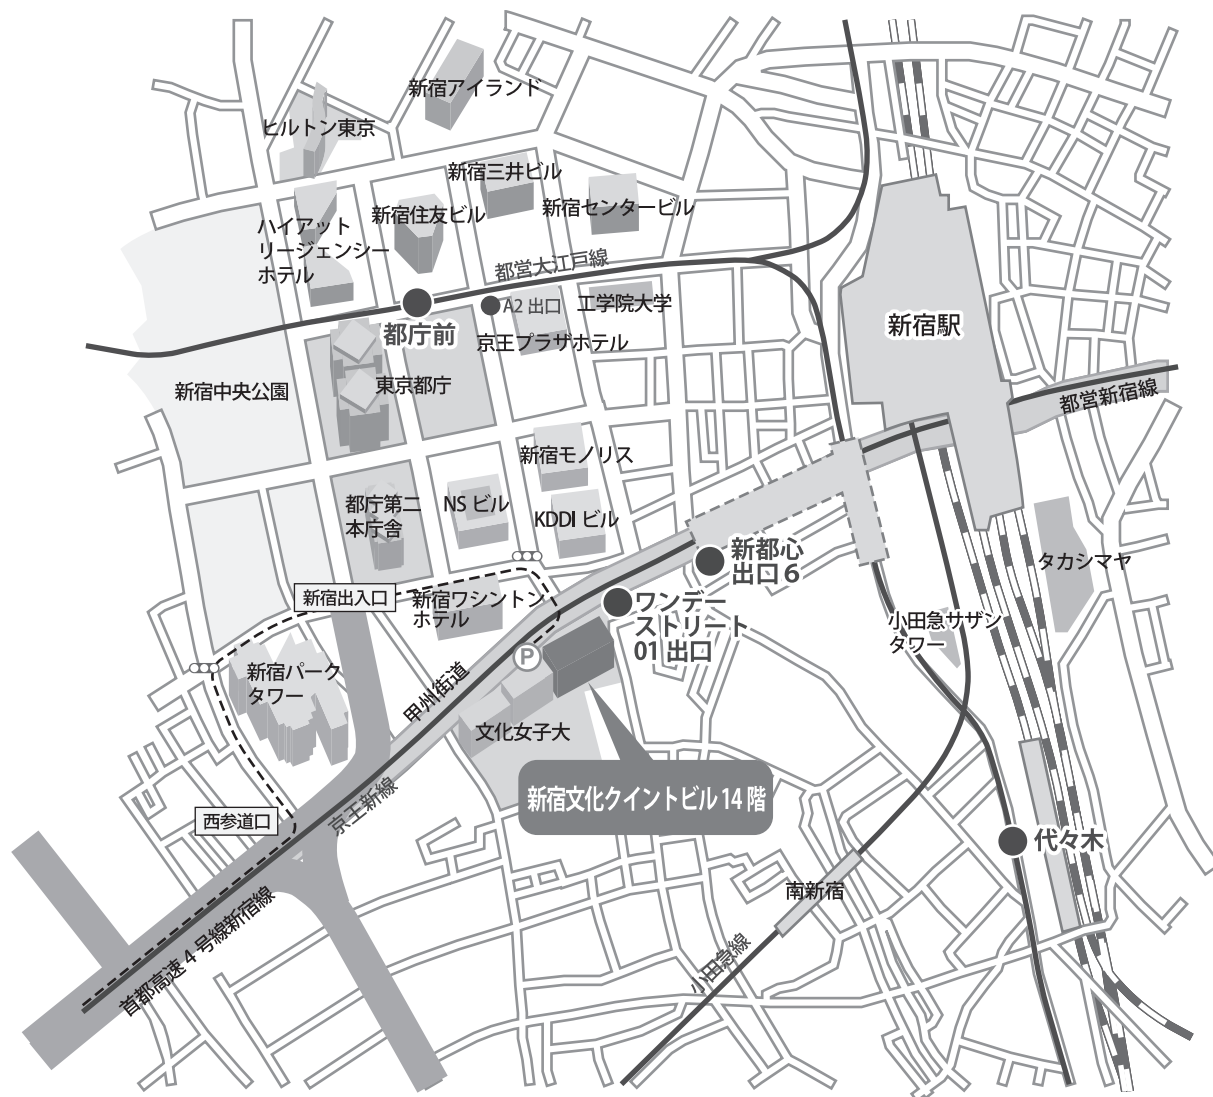 新宿アイランド
ヒルトン東京
新宿三井ビル
新宿住友ビル
新宿センタービル
ハイアット
リージェンシー
ホテル
都営大江戸線
A2 出口
工学院大学
都庁前
京王プラザホテル
新宿駅
新宿中央公園
東京都庁
都営新宿線
新宿モノリス
都庁第二
本庁舎
NS ビル
KDDI ビル
新都心
出口 6
タカシマヤ
新宿出入口
新宿ワシントン
ホテル
ワンデー
ストリート
01 出口
小田急サザン
タワー
P
新宿パーク
タワー
甲州街道
文化女子大
新宿文化クイントビル 14 階
京王新線
西参道口
代々木
南新宿
首都高速 4 号線新宿線
小田急線